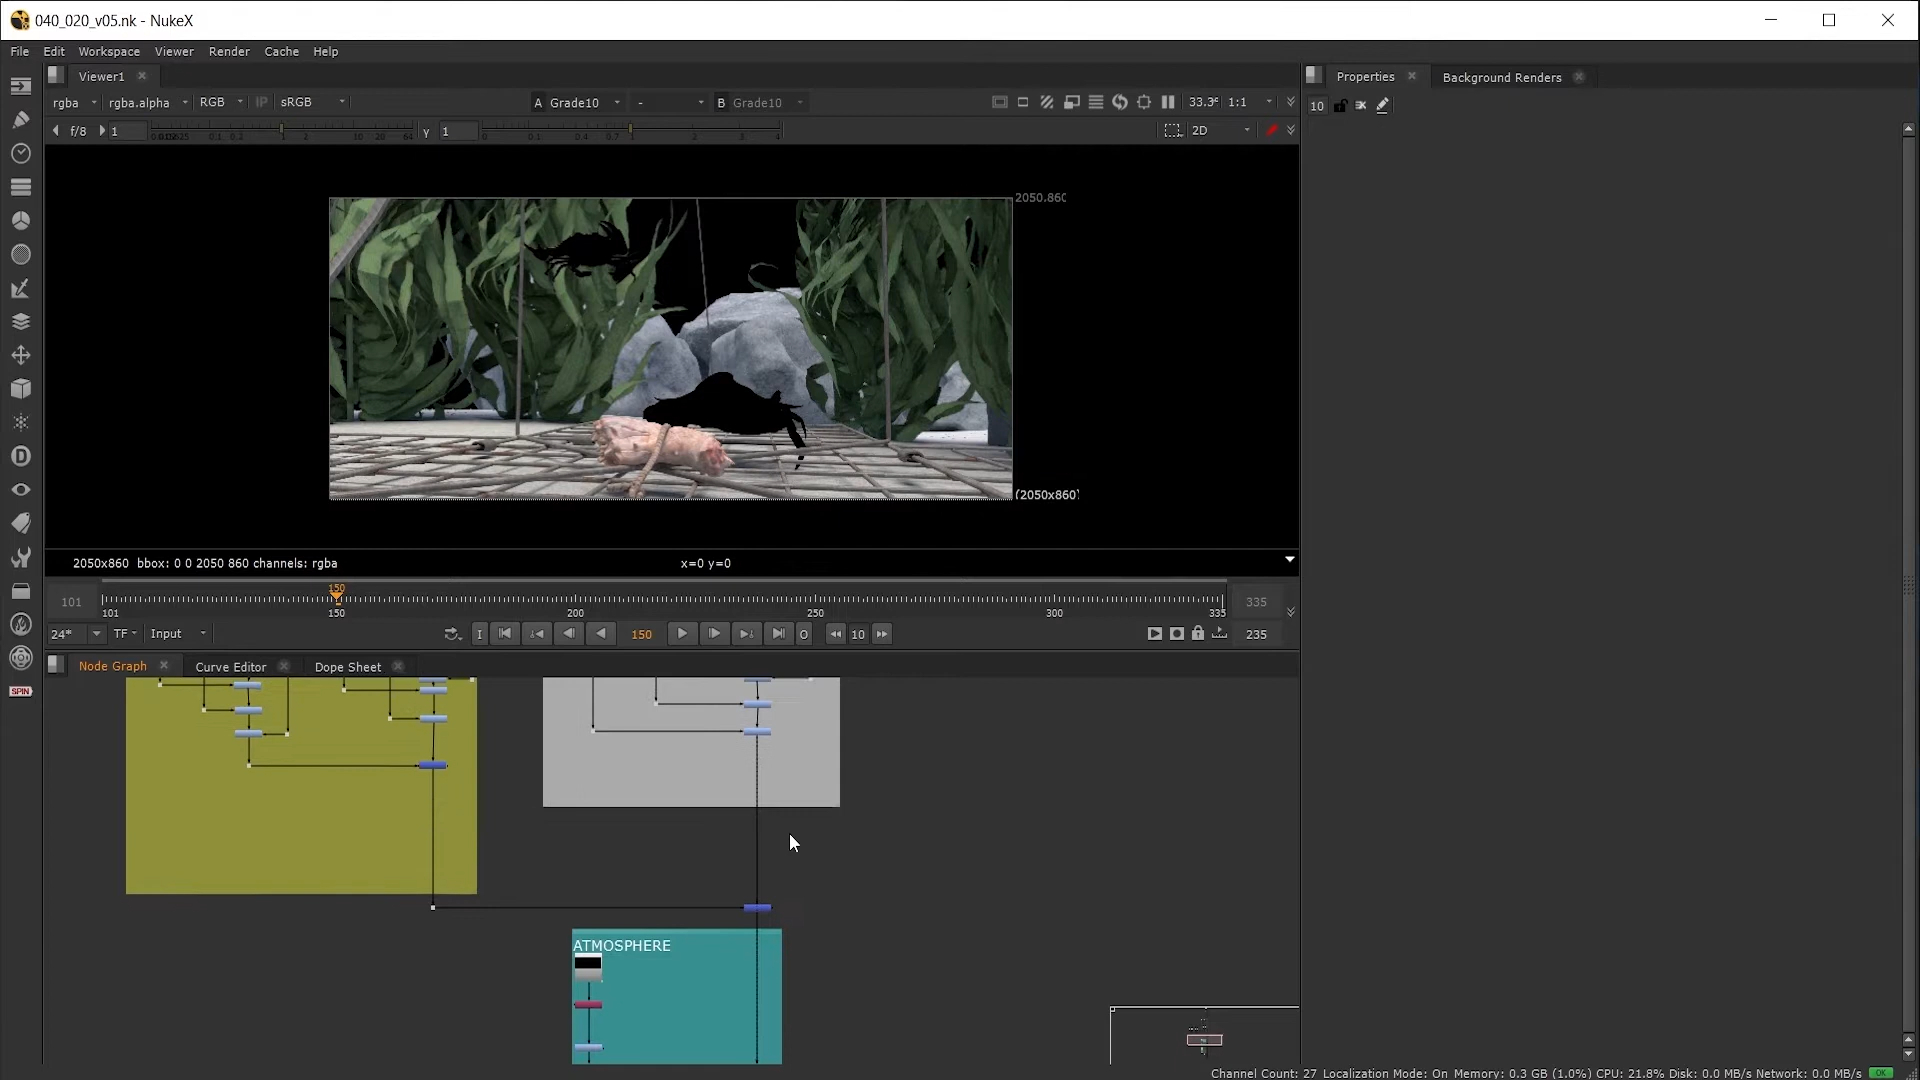 040_020_v05.nk - NukeX
File Edit Workspace Viewer Render Cache Help
Viewer1
Properties
Background Renders
rgba rgba.alpha RGB IP sRGB A Grade10 - B Grade10 1:1
10
f/8 1 y 1 2D
2050x860 bbox: 0 0 2050 860 channels: rgba x=0 y=0
(2050x860)
150
101 335
101 150 200 250 300 335
24* TF Input I 150 O 10 235
Node Graph Curve Editor Dope Sheet
SPIN
ATMOSPHERE
Channel Count: 27 Localization Mode: On Memory: 0.3 GB (1.0%) CPU: 21.8% Disk: 0.0 MB/s Network: 0.0 MB/s OK